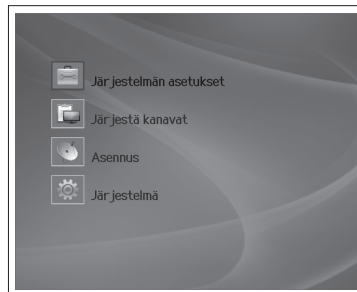 Järjestelmän asetukset
Järjestä kanavat
Asennus
Järjestelmä